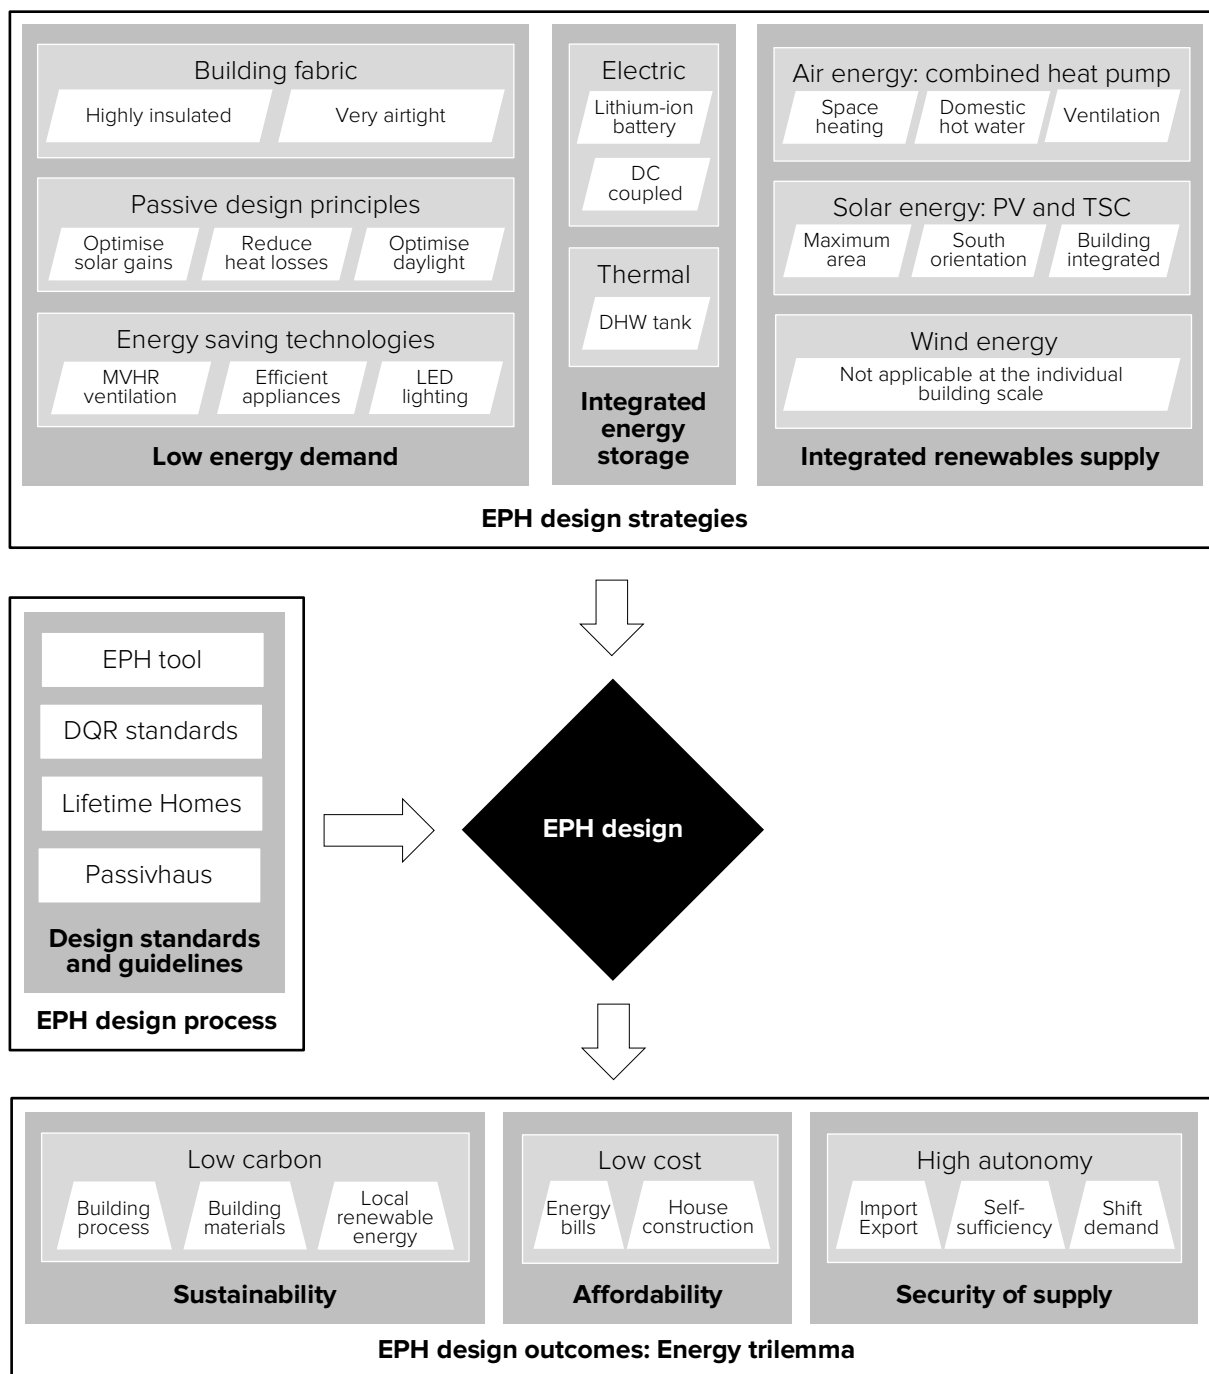 Building fabric
Highly insulated
Very airtight
Passive design principles
Optimise
solar gains
Reduce
heat losses
Optimise
daylight
Energy saving technologies
MVHR
ventilation
Efficient
appliances
LED
lighting
Low energy demand
Electric
Lithium-ion
battery
DC
coupled
Thermal
DHW tank
Integrated
energy
storage
Air energy: combined heat pump
Space
heating
Domestic
hot water
Ventilation
Solar energy: PV and TSC
Maximum
area
South
orientation
Building
integrated
Wind energy
Not applicable at the individual
building scale
Integrated renewables supply
EPH design strategies
EPH tool
DQR standards
Lifetime Homes
Passivhaus
Design standards
and guidelines
EPH design process
EPH design
Low carbon
Building
process
Building
materials
Local
renewable
energy
Sustainability
Low cost
Energy
bills
House
construction
Affordability
High autonomy
Import
Export
Self-
sufficiency
Shift
demand
Security of supply
EPH design outcomes: Energy trilemma